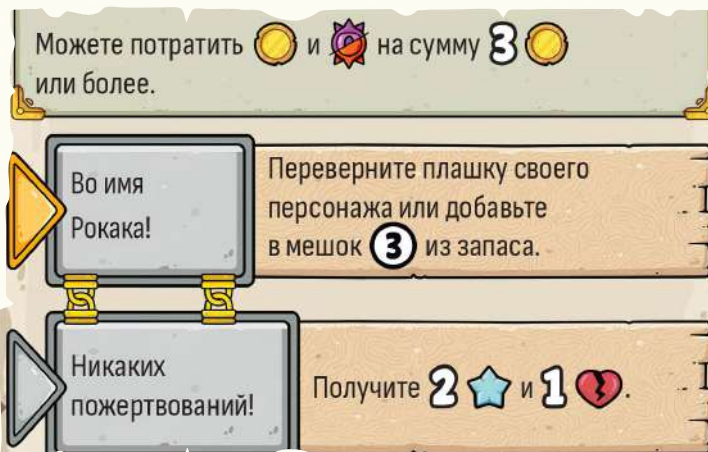 Можете потратить и на сумму 3
или более.
Во имя
Рокака!
Переверните плашку своего
персонажа или добавьте
в мешок 3 из запаса.
Никаких
пожертвований!
Получите 2 и 1 .